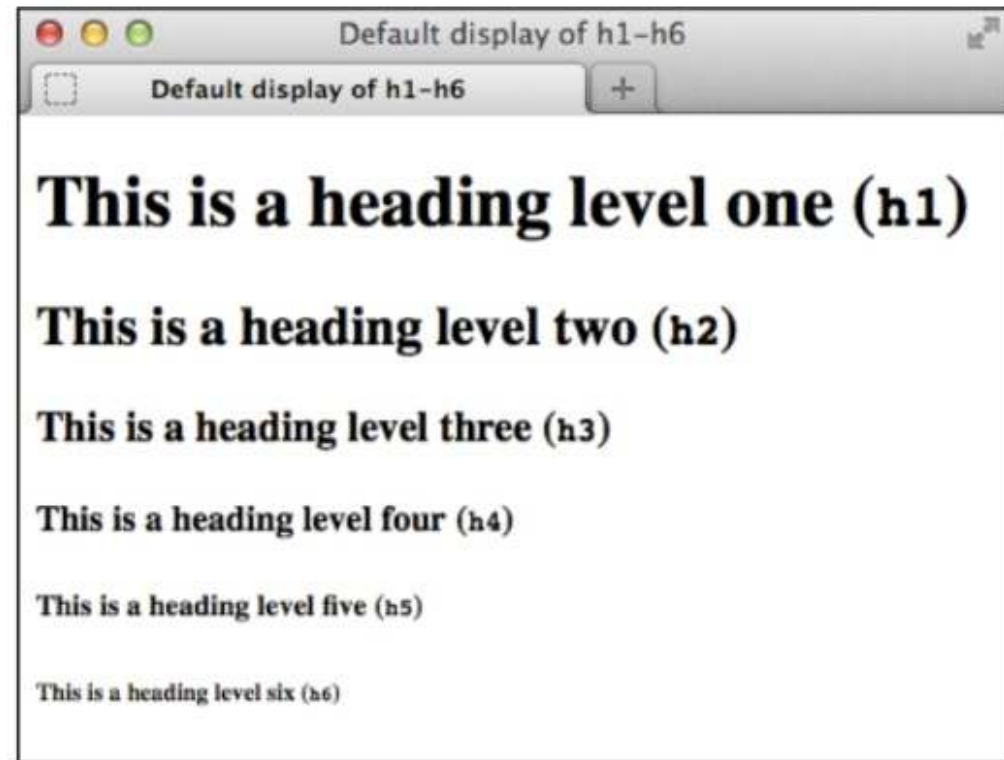 Default display of h1-h6
Default display of h1-h6
This is a heading level one (h1)
This is a heading level two (h2)
This is a heading level three (h3)
This is a heading level four (h4)
This is a heading level five (h5)
This is a heading level six (h6)